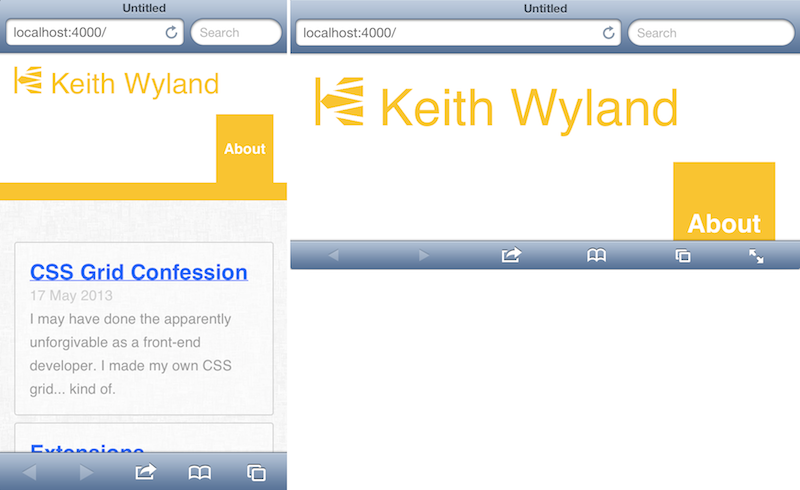 Untitled
localhost:4000/
Search
Keith Wyland
About
CSS Grid Confession
17 May 2013
I may have done the apparently
unforgivable as a front-end
developer. I made my own CSS
grid... kind of.
Extensions
Untitled
localhost:4000/
Search
Keith Wyland
About